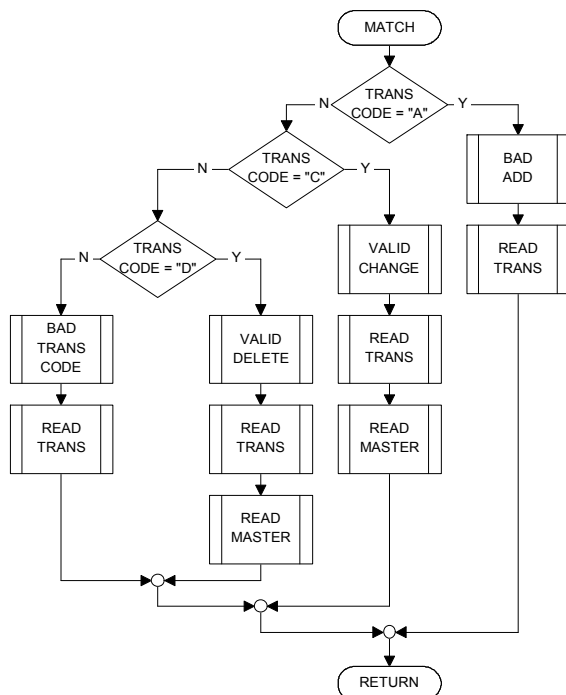 MATCH
TRANS
CODE = "A"
N
Y
TRANS
CODE = "C"
BAD
ADD
N
Y
TRANS
CODE = "D"
VALID
CHANGE
READ
TRANS
N
Y
BAD
TRANS
CODE
VALID
DELETE
READ
TRANS
READ
TRANS
READ
TRANS
READ
MASTER
READ
MASTER
RETURN